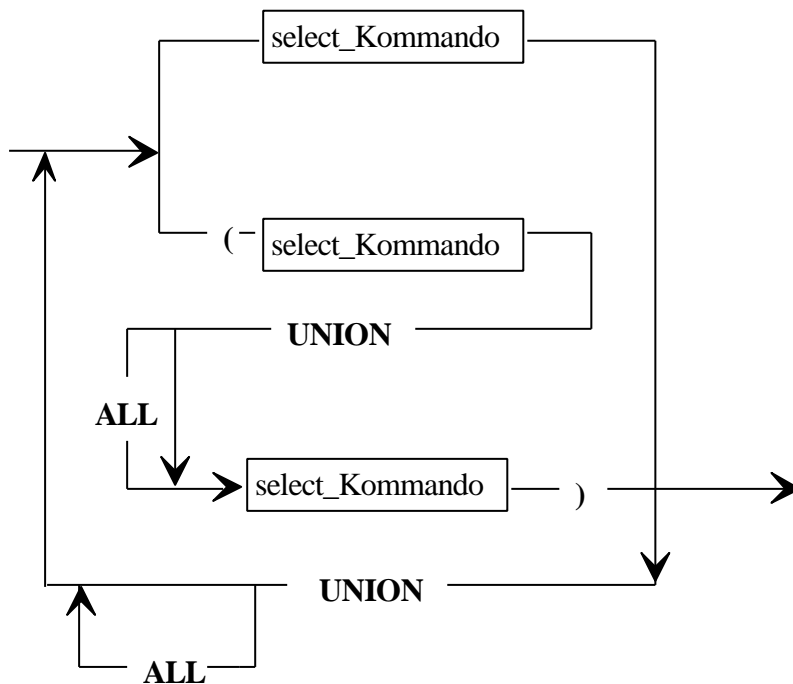 select_Kommando
( select_Kommando
UNION
ALL
select_Kommando )
UNION
ALL